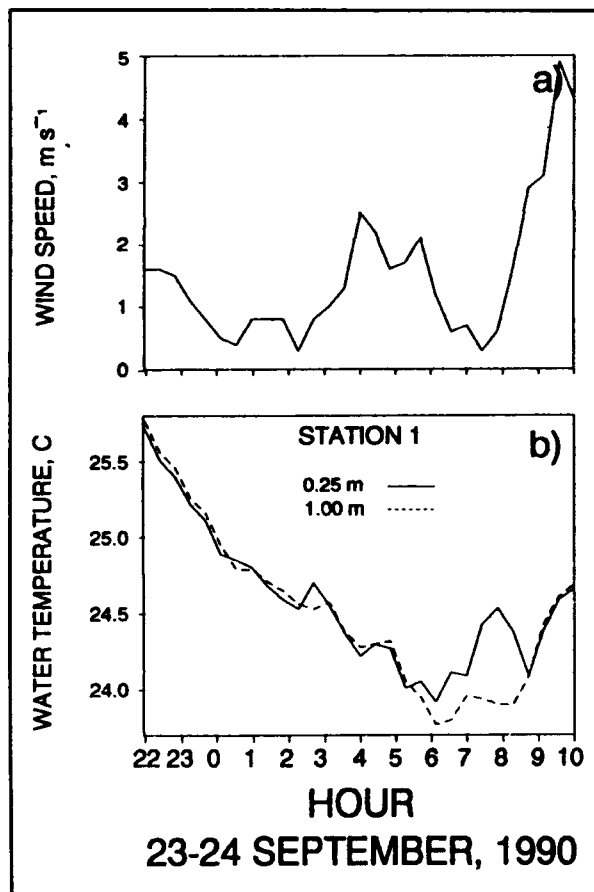 a)
5
4
3
2
1
0
WIND SPEED, m s⁻¹
b)
STATION 1
0.25 m
1.00 m
25.5
25.0
24.5
24.0
WATER TEMPERATURE, C
22 23 0 1 2 3 4 5 6 7 8 9 10
HOUR
23-24 SEPTEMBER, 1990